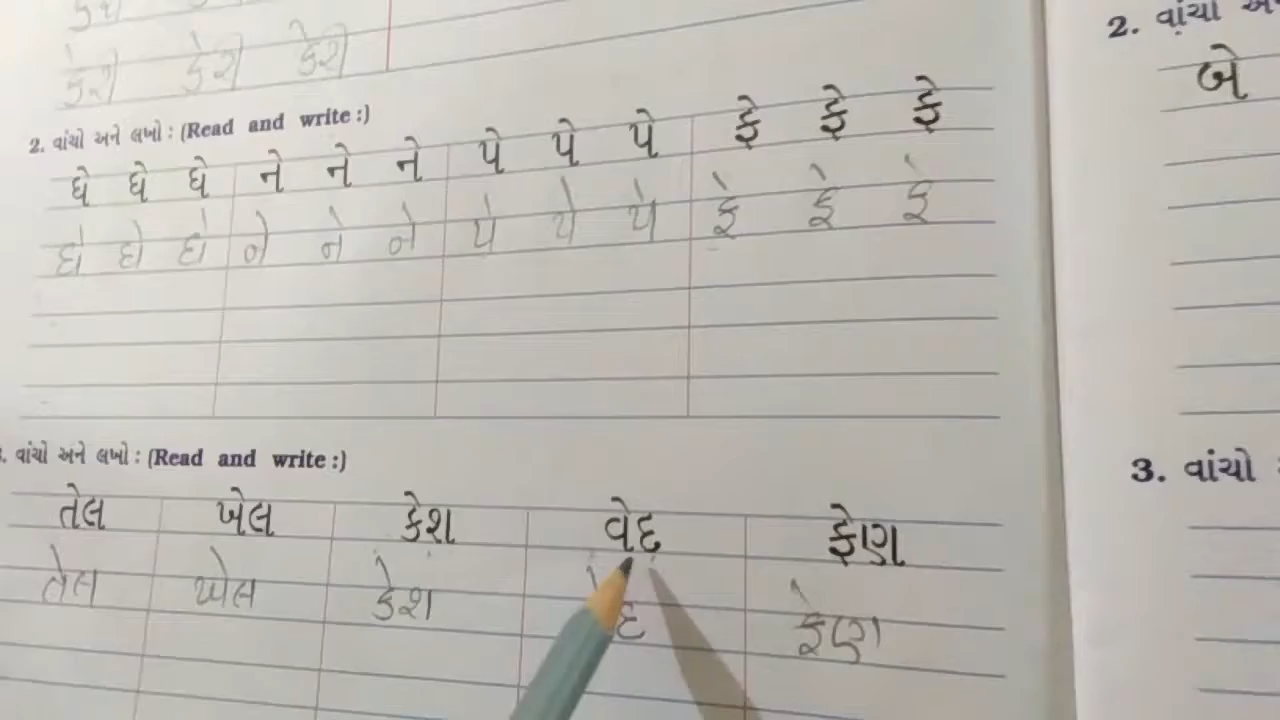 કેરી કેરી કેરી
2. વાંચો અને લખો : (Read and write :)
ધે ધે ધે ને ને ને પે પે પે ફે ફે ફે
ધે ધે ધે ને ને ને પે પે પે ફે ફે ફે
વાંચો અને લખો : (Read and write :)
તેલ ખેલ કેશ વેદ ફેણ
તેલ ખેલ કેશ દ ફેણ
2. વાંચો
બે
3. વાંચો